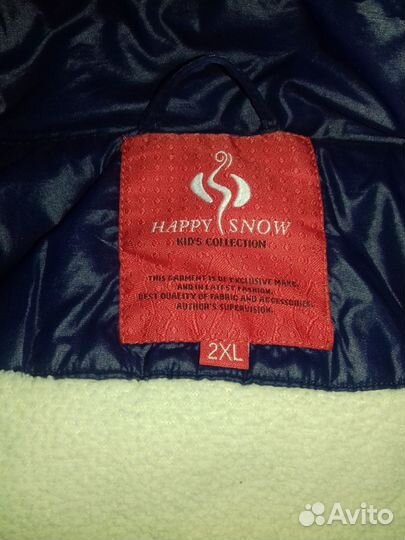 HAPPY SNOW
KID'S COLLECTION
THIS GARMENT IS OF EXCLUSIVE MAKE,
AND IN LATEST FASHION.
BEST QUALITY OF FABRIC AND ACCESSORIES.
AUTHOR'S SUPERVISION.
2XL
Avito